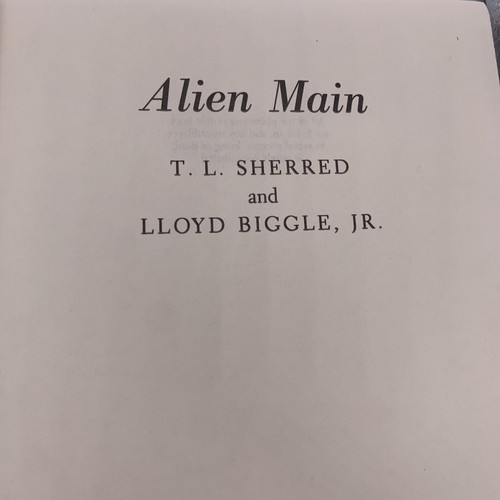 Alien Main
T. L. SHERRED
and
LLOYD BIGGLE, JR.